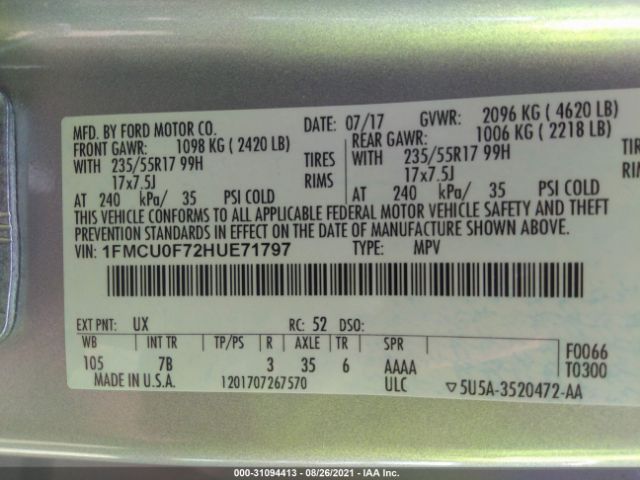 MFD. BY FORD MOTOR CO.
DATE: 07/17 GVWR: 2096 KG ( 4620 LB)
FRONT GAWR: 1098 KG ( 2420 LB)
REAR GAWR: 1006 KG ( 2218 LB)
WITH 235/55R17 99H TIRES WITH 235/55R17 99H
17x7.5J RIMS 17x7.5J
AT 240 kPa/ 35 PSI COLD AT 240 kPa/ 35 PSI COLD
THIS VEHICLE CONFORMS TO ALL APPLICABLE FEDERAL MOTOR VEHICLE SAFETY AND THEFT
PREVENTION STANDARDS IN EFFECT ON THE DATE OF MANUFACTURE SHOWN ABOVE.
VIN: 1FMCU0F72HUE71797 TYPE: MPV
EXT PNT: UX RC: 52 DSO:
WB INT TR TP/PS R AXLE TR SPR
105 7B 3 35 6 AAAA
F0066
T0300
MADE IN U.S.A. 1201707267570 ULC ▽5U5A-3520472-AA
000-31094413 - 08/26/2021 - IAA Inc.